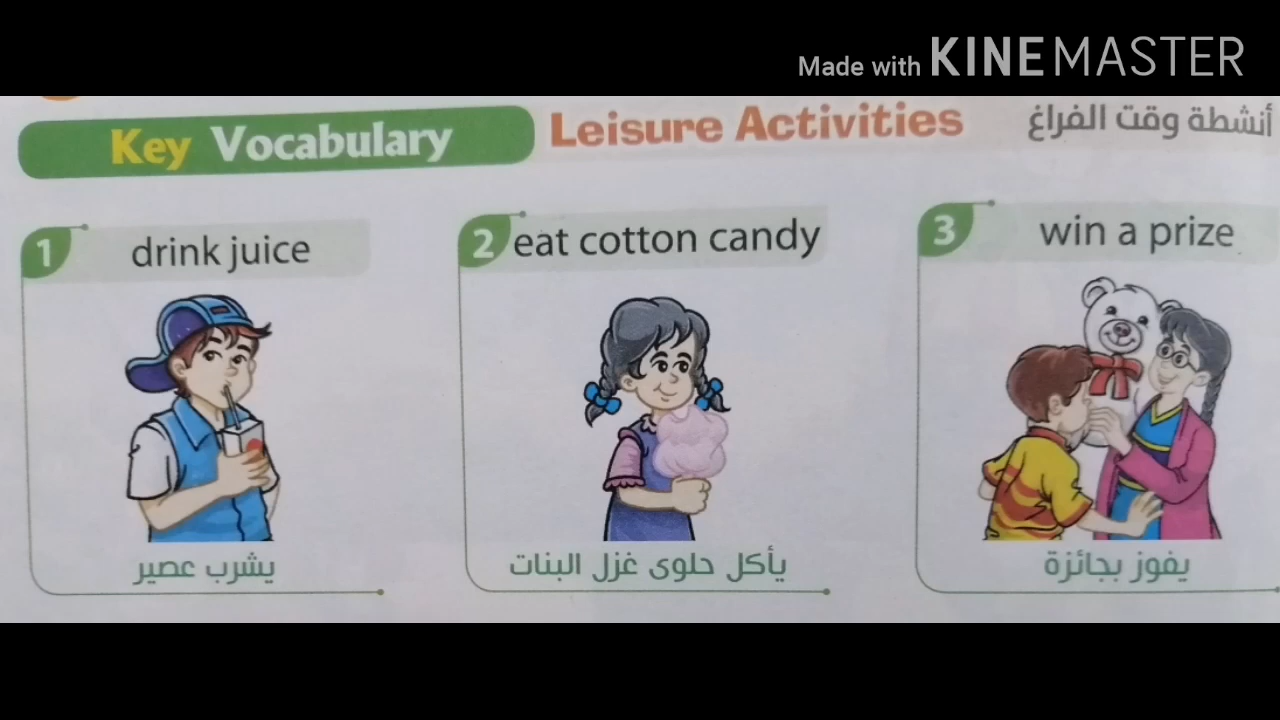 Made with KINEMASTER
Key Vocabulary Leisure Activities أنشطة وقت الفراغ
1 drink juice
يشرب عصير
2 eat cotton candy
يأكل حلوى غزل البنات
3 win a prize
يفوز بجائزة